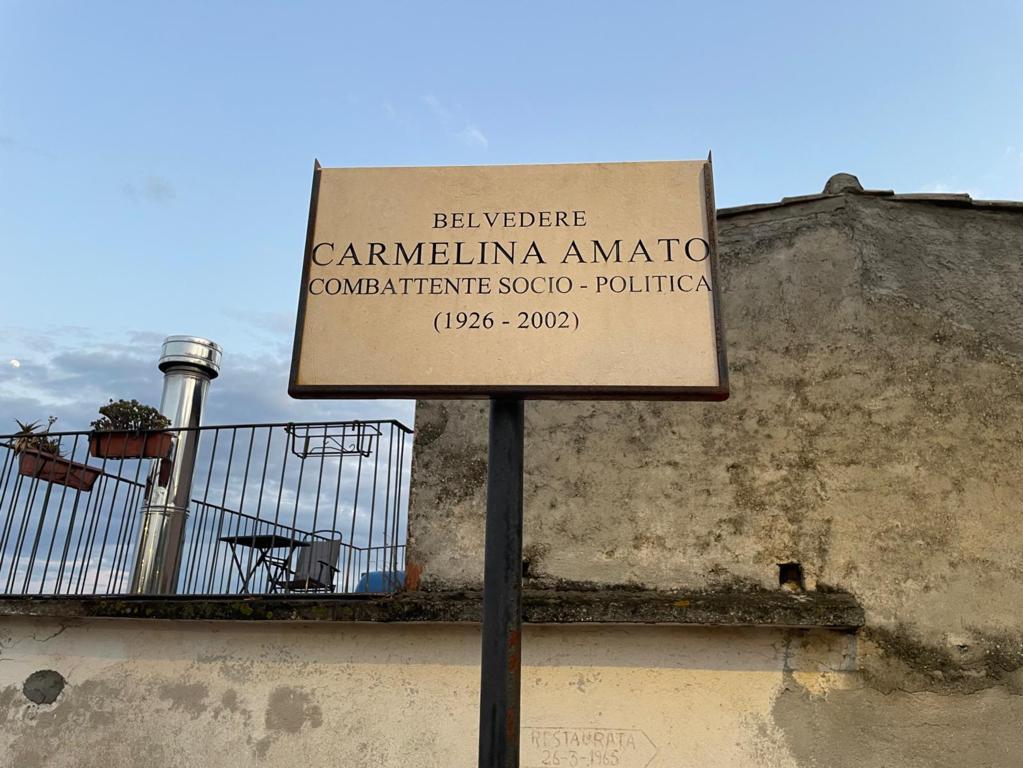 BELVEDERE
CARMELINA AMATO
COMBATTENTE SOCIO - POLITICA
(1926 - 2002)
RESTAURATA
26-3-1965